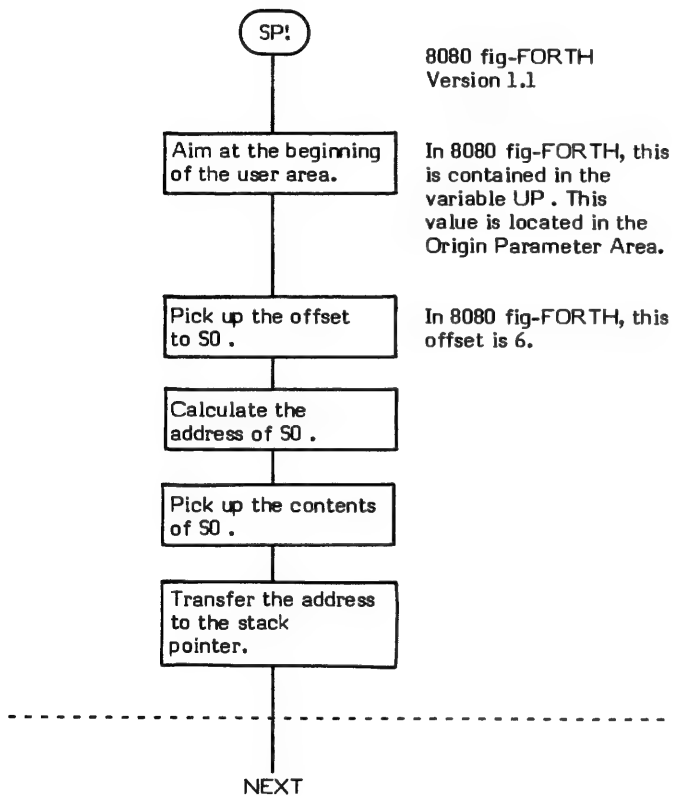 SP!
8080 fig-FORTH
Version 1.1
Aim at the beginning
of the user area.
In 8080 fig-FORTH, this
is contained in the
variable UP . This
value is located in the
Origin Parameter Area.
Pick up the offset
to S0 .
In 8080 fig-FORTH, this
offset is 6.
Calculate the
address of S0 .
Pick up the contents
of S0 .
Transfer the address
to the stack
pointer.
NEXT